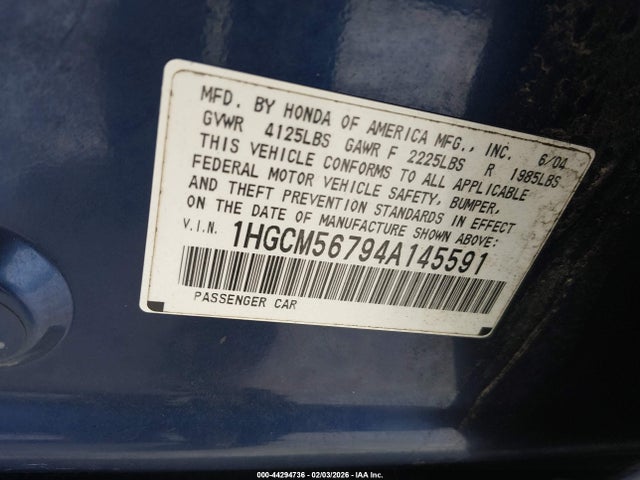 MFD. BY HONDA OF AMERICA MFG., INC. 6/04
GVWR 4125LBS GAWR F 2225LBS R 1985LBS
THIS VEHICLE CONFORMS TO ALL APPLICABLE
FEDERAL MOTOR VEHICLE SAFETY, BUMPER,
AND THEFT PREVENTION STANDARDS IN EFFECT
ON THE DATE OF MANUFACTURE SHOWN ABOVE.
V.I.N. 1HGCM56794A145591
PASSENGER CAR
000-44294736 - 02/03/2026 - IAA Inc.